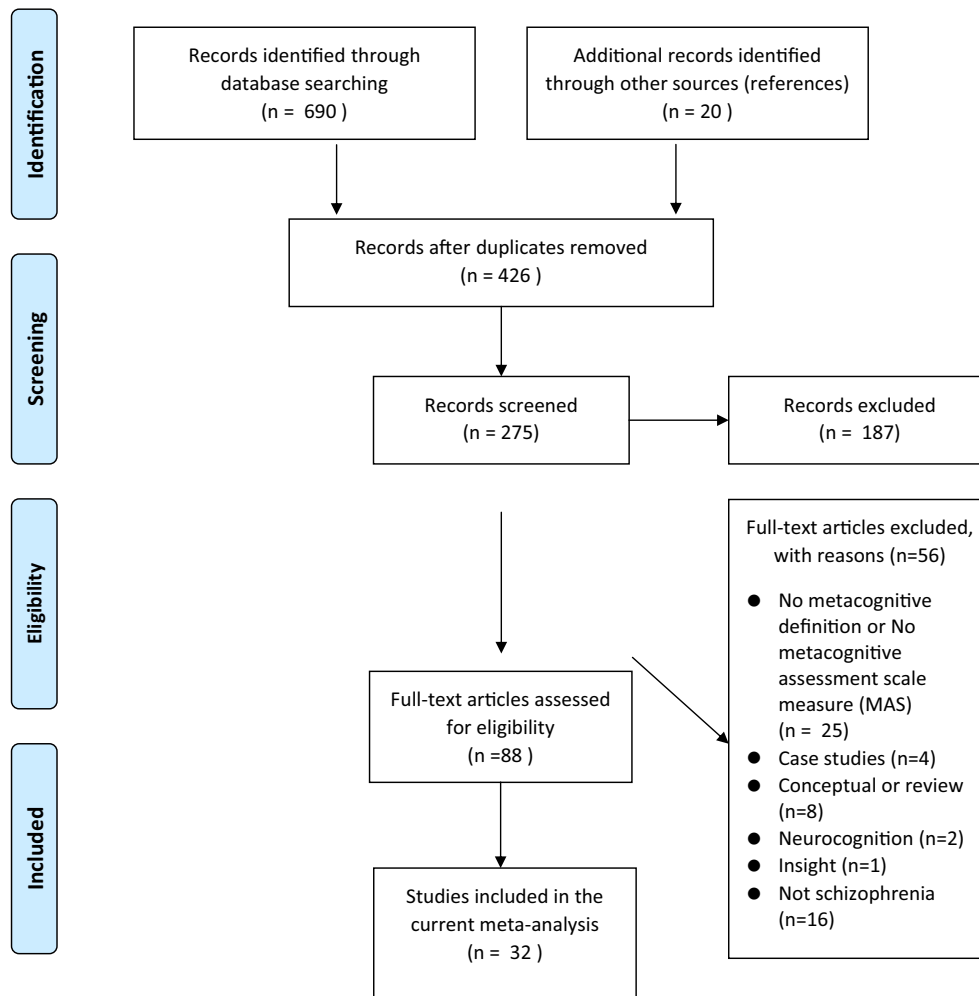 Identification
Records identified through
database searching
(n = 690 )
Additional records identified
through other sources (references)
(n = 20 )
Records after duplicates removed
(n = 426 )
Screening
Records screened
(n = 275)
Records excluded
(n = 187)
Eligibility
Full-text articles assessed
for eligibility
(n =88 )
Full-text articles excluded,
with reasons (n=56)
● No metacognitive
definition or No
metacognitive
assessment scale
measure (MAS)
(n = 25)
● Case studies (n=4)
● Conceptual or review
(n=8)
● Neurocognition (n=2)
● Insight (n=1)
● Not schizophrenia
(n=16)
Included
Studies included in the
current meta-analysis
(n = 32 )